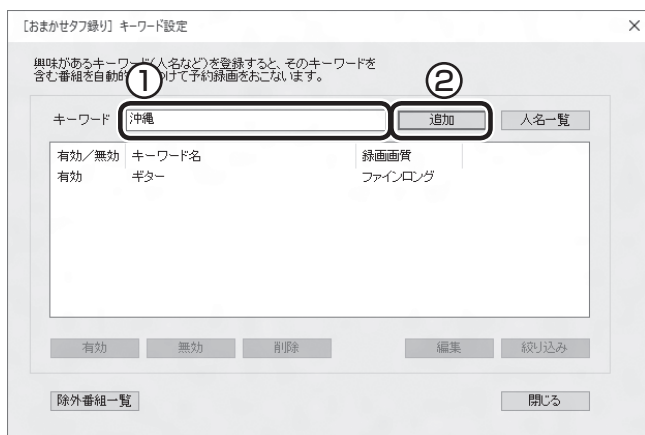 ［おまかせタフ録り］ キーワード設定
興味があるキーワード（人名など）を登録すると、そのキーワードを
含む番組を自動的 つけて予約録画をおこないます。
① ②
キーワード 沖縄 追加 人名一覧
有効／無効 キーワード名 録画画質
有効 ギター ファインロング
有効 無効 削除 編集 絞り込み
除外番組一覧 閉じる